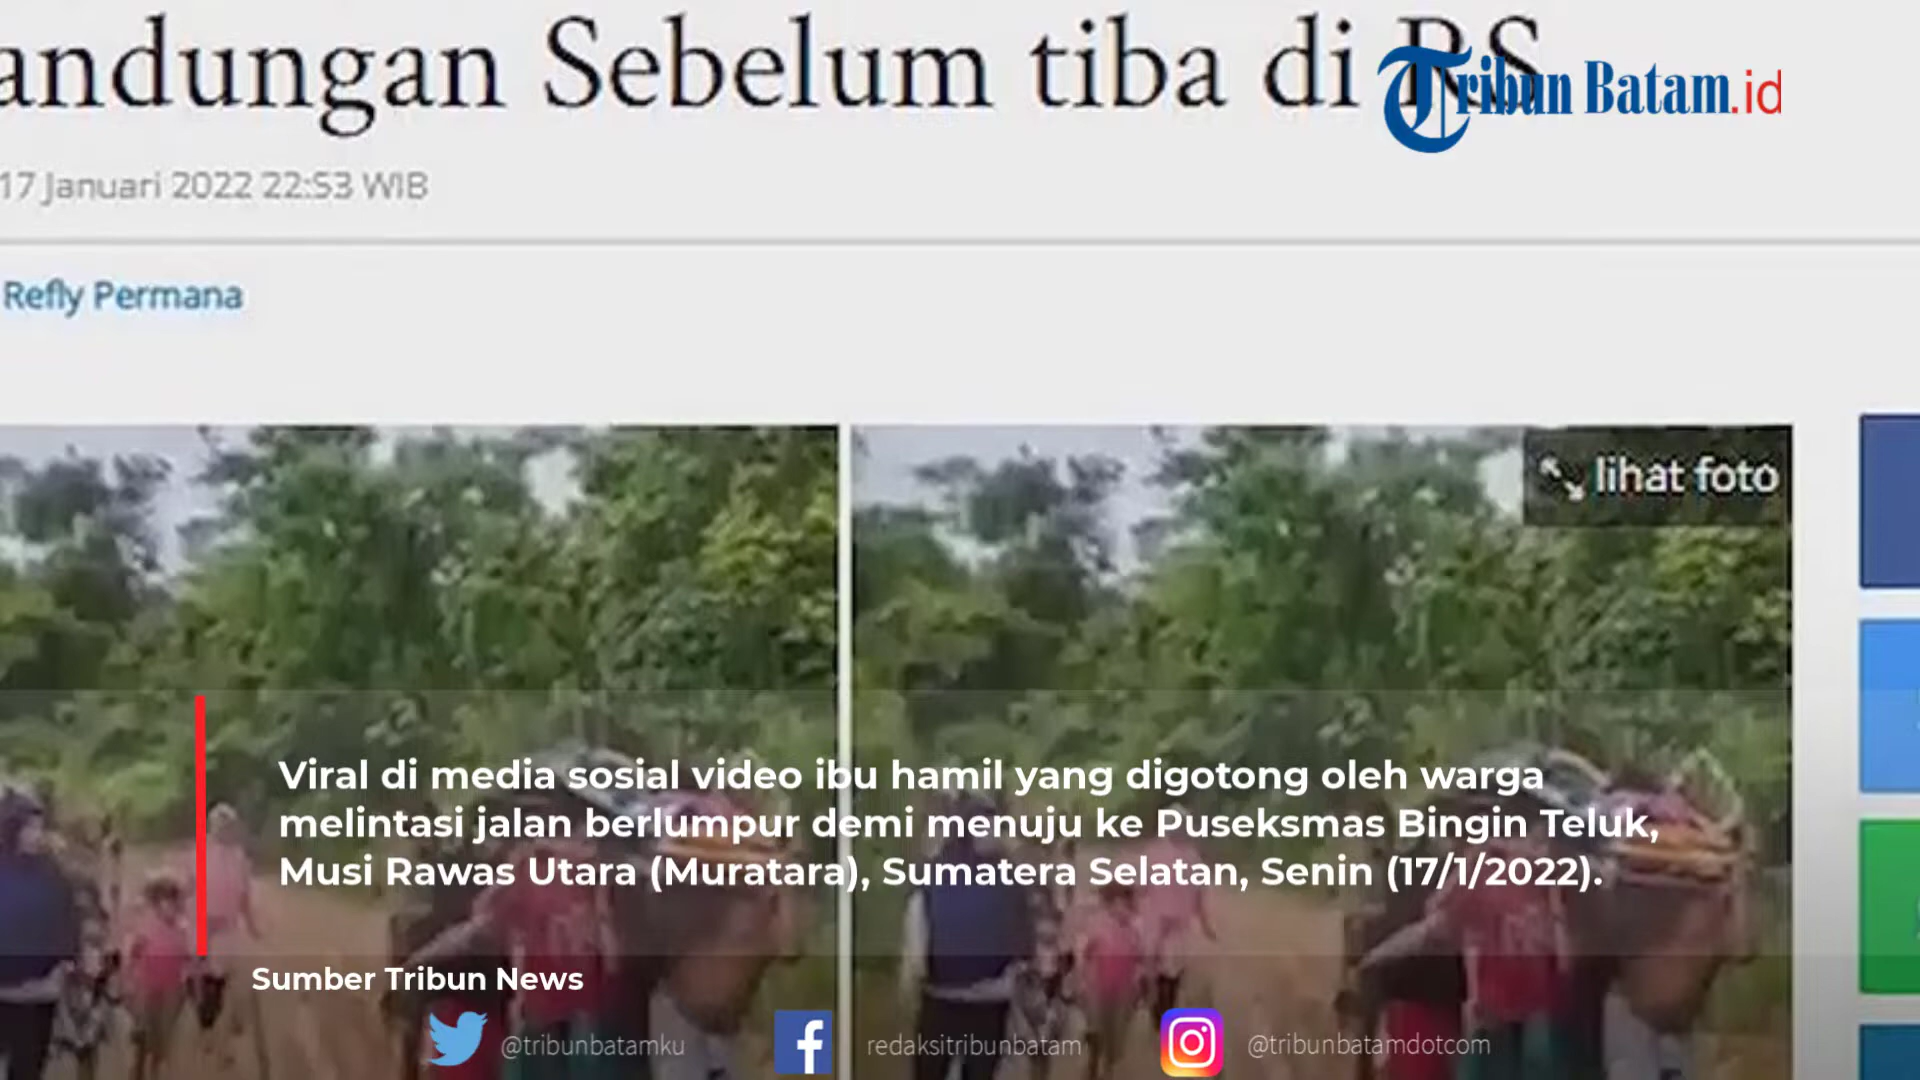 andungan Sebelum tiba di RS
Tribun Batam.id
17 Januari 2022 22:53 WIB
Refly Permana
lihat foto
Viral di media sosial video ibu hamil yang digotong oleh warga
melintasi jalan berlumpur demi menuju ke Puseksmas Bingin Teluk,
Musi Rawas Utara (Muratara), Sumatera Selatan, Senin (17/1/2022).
Sumber Tribun News
@tribunbatamku
redaksitribunbatam
@tribunbatamdotcom